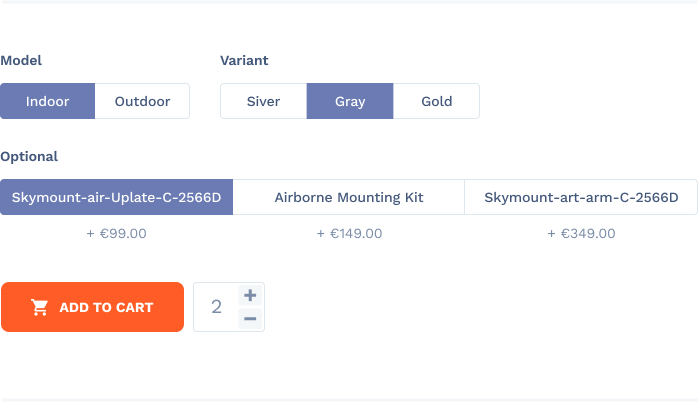 Model Variant
Indoor Outdoor Siver Gray Gold
Optional
Skymount-air-Uplate-C-2566D Airborne Mounting Kit Skymount-art-arm-C-2566D
+ €99.00 + €149.00 + €349.00
ADD TO CART 2 +
−